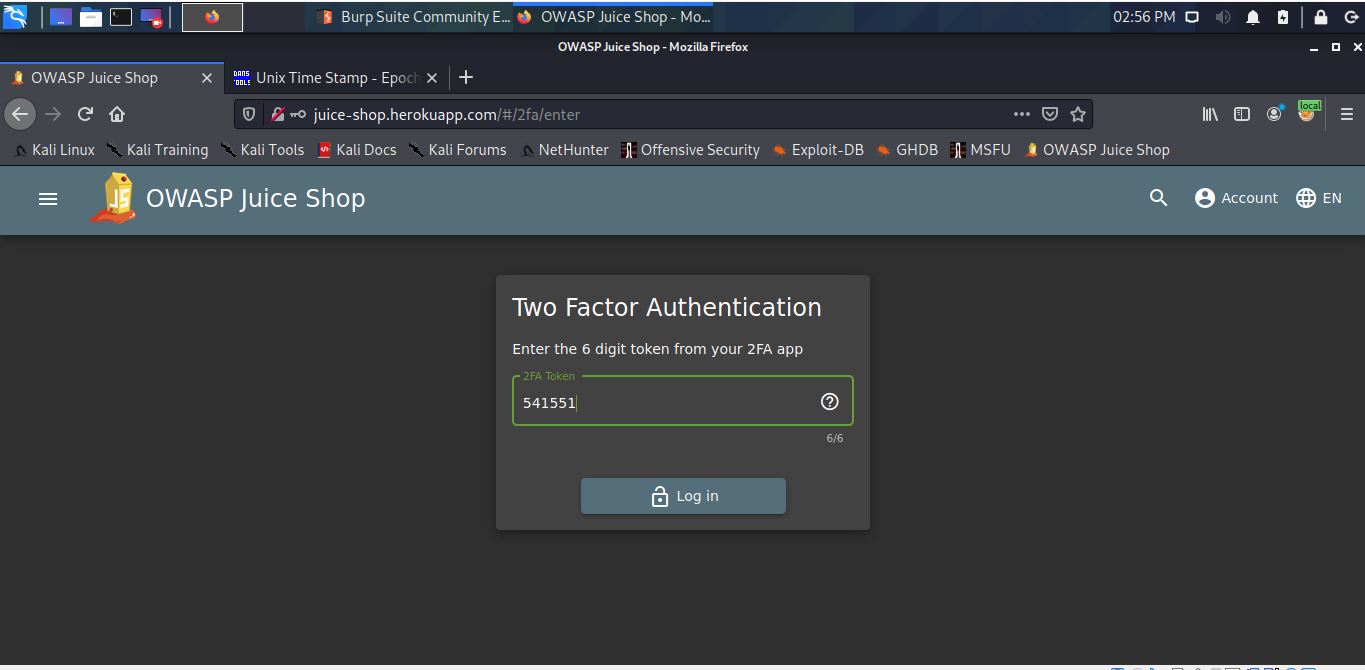 Burp Suite Community E... OWASP Juice Shop - Mo... 02:56 PM
OWASP Juice Shop - Mozilla Firefox
OWASP Juice Shop DANS TOOLS Unix Time Stamp - Epoch
juice-shop.herokuapp.com/#/2fa/enter local
Kali Linux Kali Training Kali Tools Kali Docs Kali Forums NetHunter Offensive Security Exploit-DB GHDB MSFU OWASP Juice Shop
JS OWASP Juice Shop Account EN
Two Factor Authentication
Enter the 6 digit token from your 2FA app
2FA Token
541551
6/6
Log in